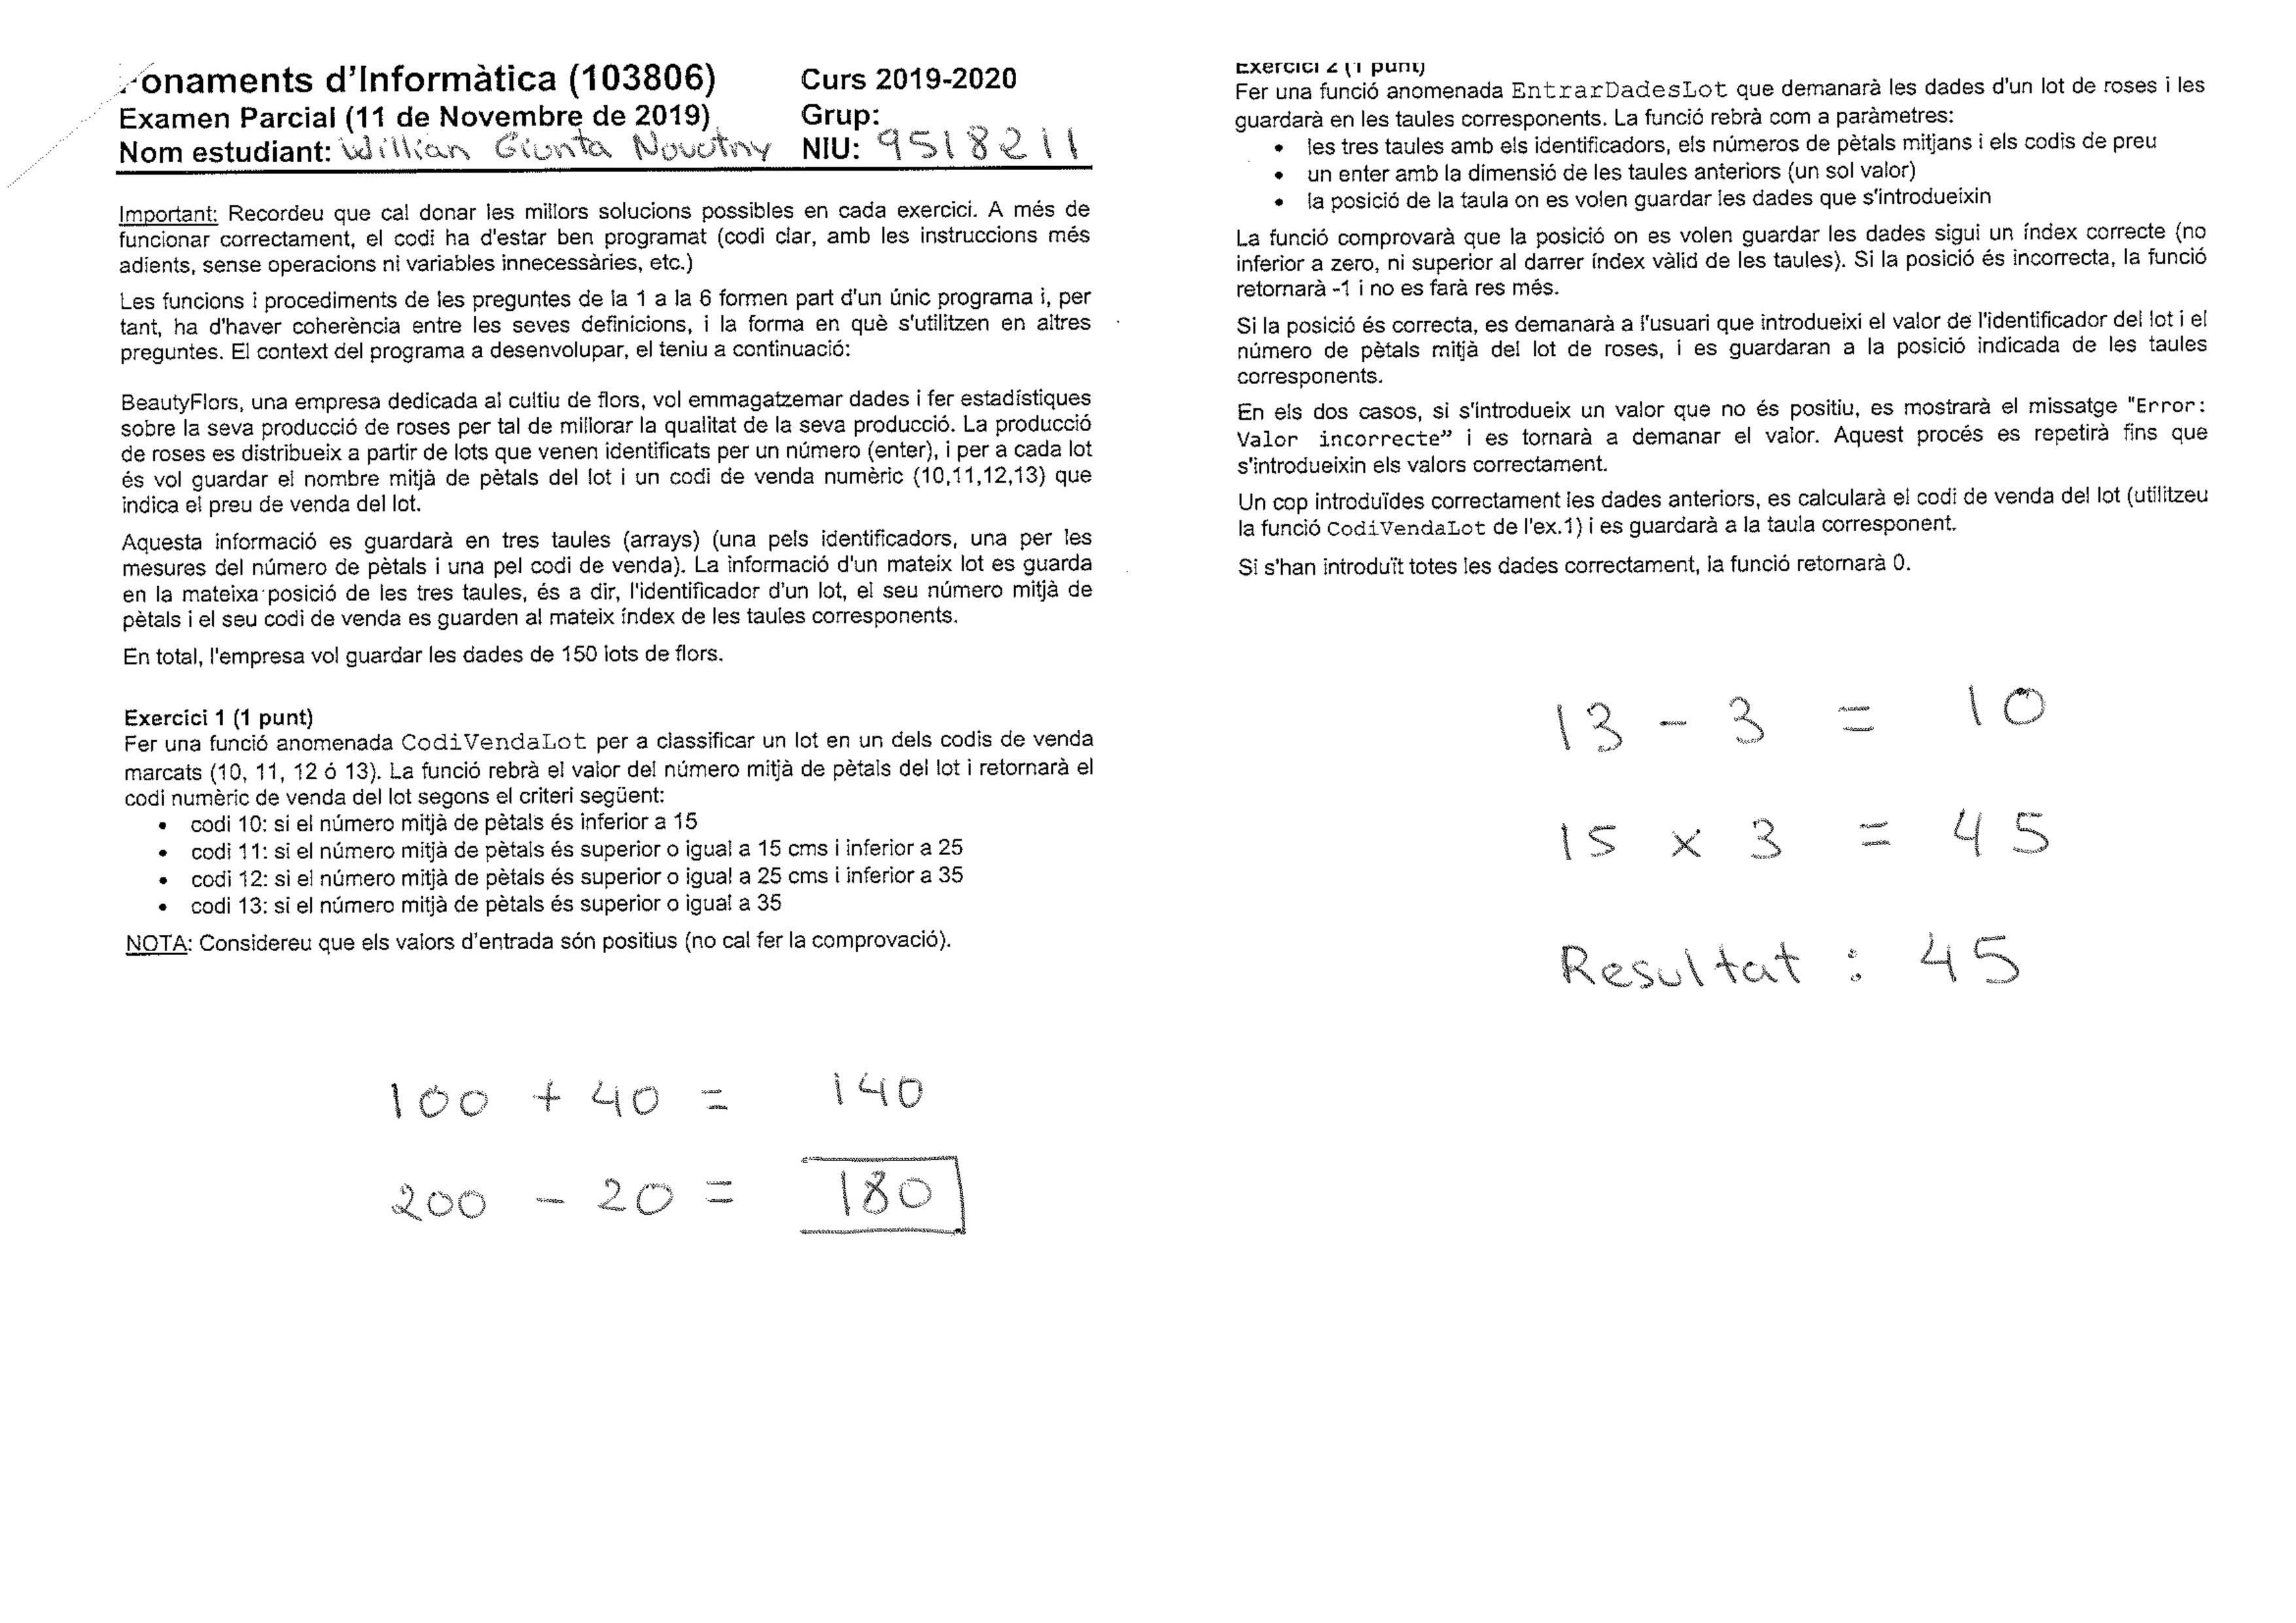 onaments d'Informàtica (103806) Curs 2019-2020
Examen Parcial (11 de Novembre de 2019) Grup:
Nom estudiant: Willian Giunta Novotny NIU: 9518211
Important: Recordeu que cal donar les millors solucions possibles en cada exercici. A més de
funcionar correctament, el codi ha d'estar ben programat (codi clar, amb les instruccions més
adients, sense operacions ni variables innecessàries, etc.)
Les funcions i procediments de les preguntes de la 1 a la 6 formen part d'un únic programa i, per
tant, ha d'haver coherència entre les seves definicions, i la forma en què s'utilitzen en altres
preguntes. El context del programa a desenvolupar, el teniu a continuació:
BeautyFlors, una empresa dedicada al cultiu de flors, vol emmagatzemar dades i fer estadístiques
sobre la seva producció de roses per tal de millorar la qualitat de la seva producció. La producció
de roses es distribueix a partir de lots que venen identificats per un número (enter), i per a cada lot
és vol guardar el nombre mitjà de pètals del lot i un codi de venda numèric (10,11,12,13) que
indica el preu de venda del lot.
Aquesta informació es guardarà en tres taules (arrays) (una pels identificadors, una per les
mesures del número de pètals i una pel codi de venda). La informació d'un mateix lot es guarda
en la mateixa posició de les tres taules, és a dir, l'identificador d'un lot, el seu número mitjà de
pètals i el seu codi de venda es guarden al mateix índex de les taules corresponents.
En total, l'empresa vol guardar les dades de 150 lots de flors.
Exercici 1 (1 punt)
Fer una funció anomenada CodiVendaLot per a classificar un lot en un dels codis de venda
marcats (10, 11, 12 ó 13). La funció rebrà el valor del número mitjà de pètals del lot i retornarà el
codi numèric de venda del lot segons el criteri següent:
• codi 10: si el número mitjà de pètals és inferior a 15
• codi 11: si el número mitjà de pètals és superior o igual a 15 cms i inferior a 25
• codi 12: si el número mitjà de pètals és superior o igual a 25 cms i inferior a 35
• codi 13: si el número mitjà de pètals és superior o igual a 35
NOTA: Considereu que els valors d'entrada són positius (no cal fer la comprovació).
100 + 40 = 140
200 - 20 = 180
Exercici 2 (1 punt)
Fer una funció anomenada EntrarDadesLot que demanarà les dades d'un lot de roses i les
guardarà en les taules corresponents. La funció rebrà com a paràmetres:
• les tres taules amb els identificadors, els números de pètals mitjans i els codis de preu
• un enter amb la dimensió de les taules anteriors (un sol valor)
• la posició de la taula on es volen guardar les dades que s'introdueixin
La funció comprovarà que la posició on es volen guardar les dades sigui un índex correcte (no
inferior a zero, ni superior al darrer índex vàlid de les taules). Si la posició és incorrecta, la funció
retornarà -1 i no es farà res més.
Si la posició és correcta, es demanarà a l'usuari que introdueixi el valor de l'identificador del lot i el
número de pètals mitjà del lot de roses, i es guardaran a la posició indicada de les taules
corresponents.
En els dos casos, si s'introdueix un valor que no és positiu, es mostrarà el missatge "Error:
Valor incorrecte” i es tornarà a demanar el valor. Aquest procés es repetirà fins que
s'introdueixin els valors correctament.
Un cop introduïdes correctament les dades anteriors, es calcularà el codi de venda del lot (utilitzeu
la funció CodiVendaLot de l'ex.1) i es guardarà a la taula corresponent.
Si s'han introduït totes les dades correctament, la funció retornarà 0.
13 - 3 = 10
15 x 3 = 45
Resultat : 45